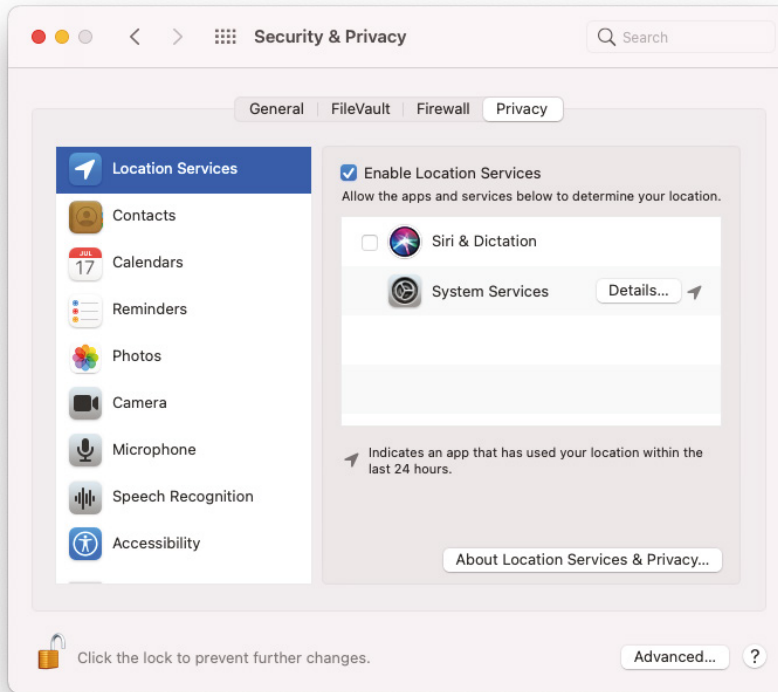 Security & Privacy
Search
General FileVault Firewall Privacy
Location Services
Contacts
JUL
17
Calendars
Reminders
Photos
Camera
Microphone
Speech Recognition
Accessibility
Enable Location Services
Allow the apps and services below to determine your location.
Siri & Dictation
System Services Details...
Indicates an app that has used your location within the
last 24 hours.
About Location Services & Privacy...
Click the lock to prevent further changes.
Advanced... ?